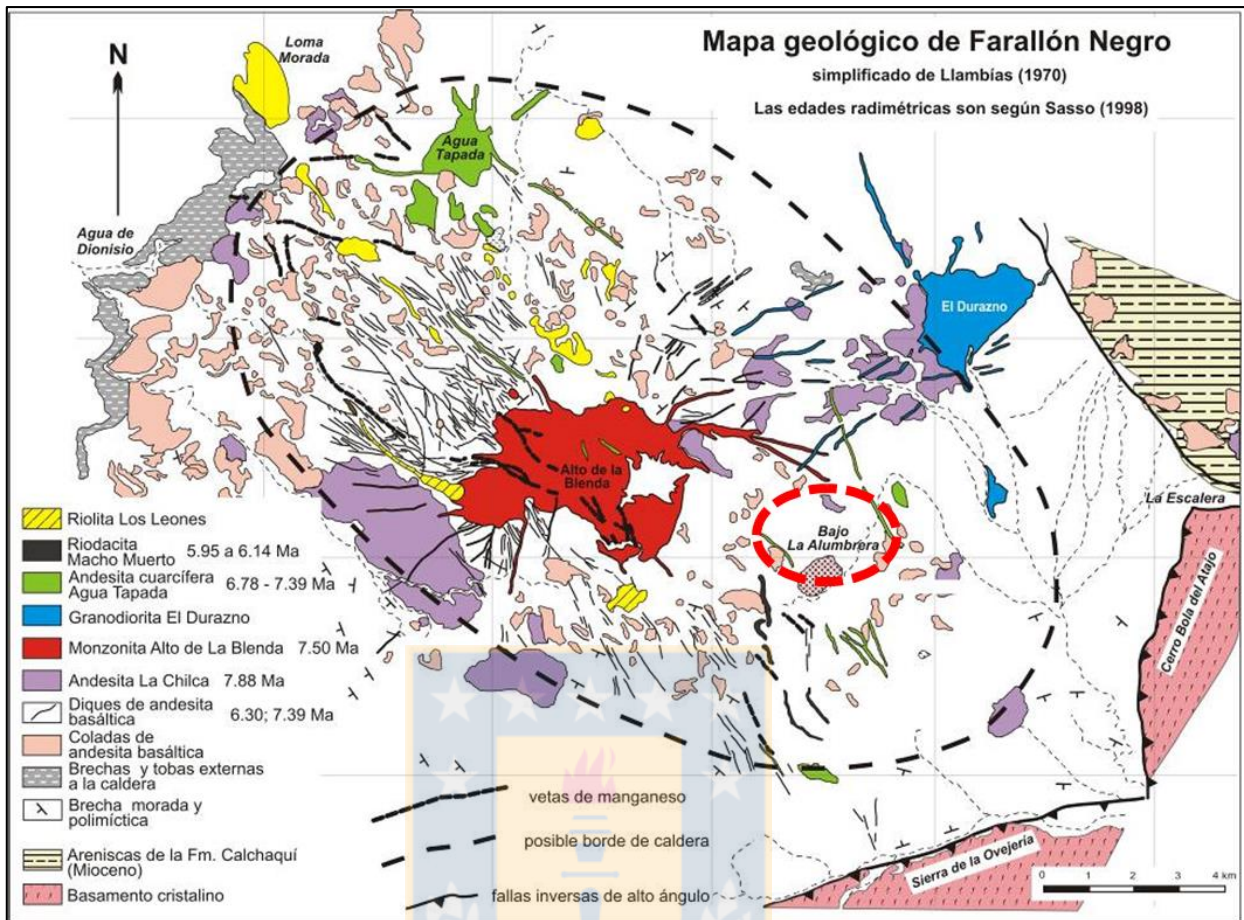 Mapa geológico de Farallón Negro
simplificado de Llambías (1970)
Las edades radimétricas son según Sasso (1998)
N
Loma
Morada
Agua
Tapada
Agua de
Dionisio
El Durazno
La Escalera
Alto de la
Blenda
Bajo
La Alumbrera
Cerro Bola del Atajo
Sierra de la Ovejería
Riolita Los Leones
Riodacita
Macho Muerto 5.95 a 6.14 Ma
Andesita cuarcífera
Agua Tapada 6.78 - 7.39 Ma
Granodiorita El Durazno
Monzonita Alto de La Blenda 7.50 Ma
Andesita La Chilca 7.88 Ma
Diques de andesita
basáltica 6.30; 7.39 Ma
Coladas de
andesita basáltica
Brechas y tobas externas
a la caldera
Brecha morada y
polimíctica
Areniscas de la Fm. Calchaquí
(Mioceno)
Basamento cristalino
vetas de manganeso
posible borde de caldera
fallas inversas de alto ángulo
0 1 2 3 4 km